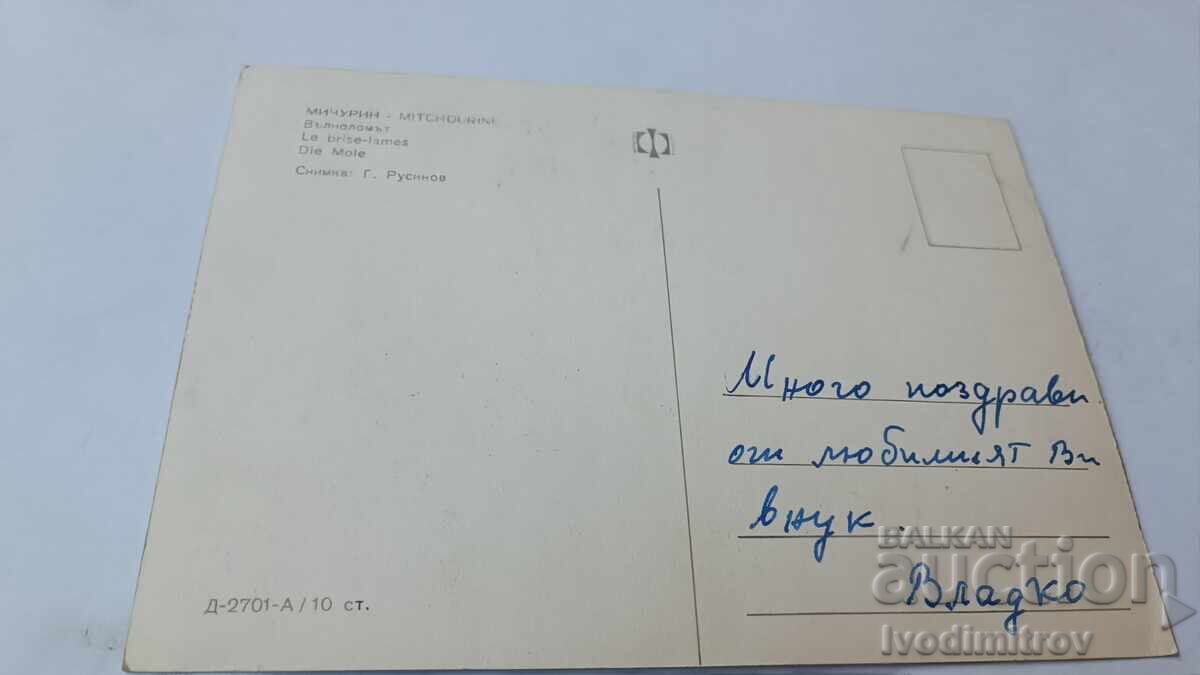 МИЧУРИН - MITCHOURINE
Вълноломът
Le brise-lames
Die Mole
Снимка: Г. Русинов
Много поздрави
от любимият Ви
внук.
Владко
Д-2701-А/10 ст.
BALKAN
auction
Ivodimitrov